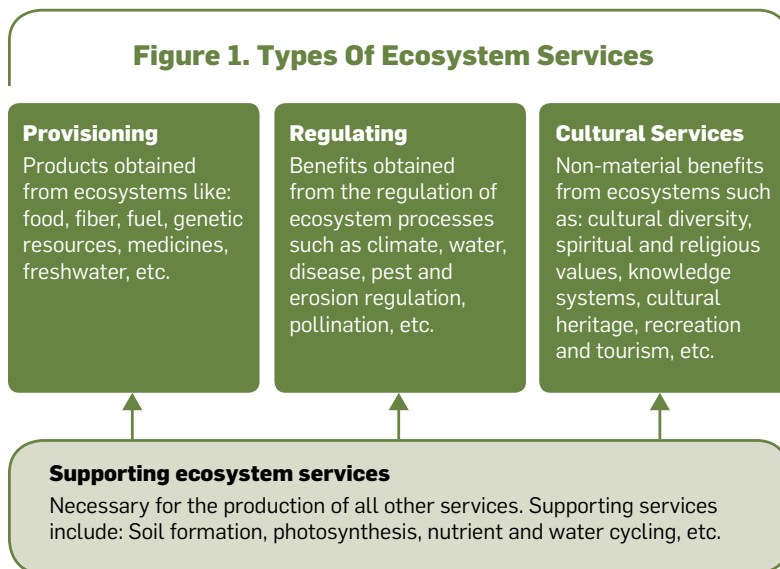 Figure 1. Types Of Ecosystem Services
Provisioning
Products obtained
from ecosystems like:
food, fiber, fuel, genetic
resources, medicines,
freshwater, etc.
Regulating
Benefits obtained
from the regulation of
ecosystem processes
such as climate, water,
disease, pest and
erosion regulation,
pollination, etc.
Cultural Services
Non-material benefits
from ecosystems such
as: cultural diversity,
spiritual and religious
values, knowledge
systems, cultural
heritage, recreation
and tourism, etc.
Supporting ecosystem services
Necessary for the production of all other services. Supporting services
include: Soil formation, photosynthesis, nutrient and water cycling, etc.